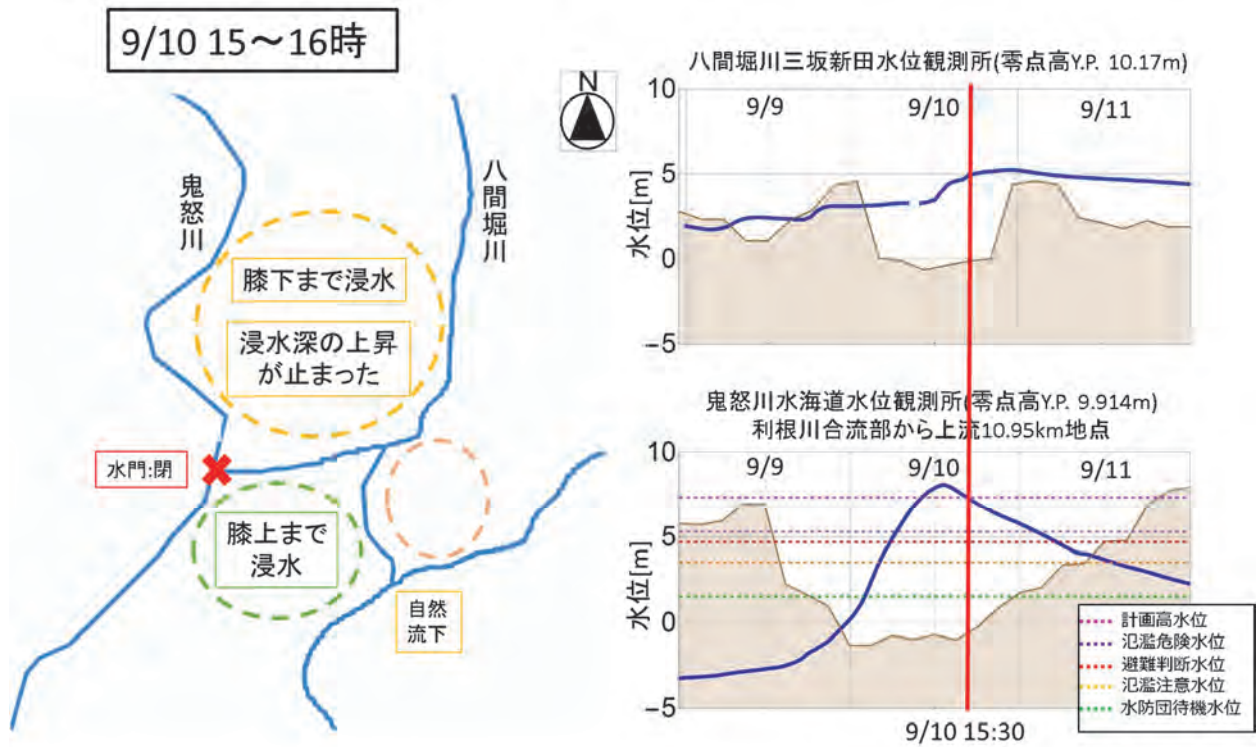 9/10 15～16時
鬼怒川
八間堀川
膝下まで浸水
浸水深の上昇
が止まった
水門:閉
膝上まで
浸水
自然
流下
N
八間堀川三坂新田水位観測所(零点高Y.P. 10.17m)
水位[m]
10
5
0
−5
9/9
9/10
9/11
鬼怒川水海道水位観測所(零点高Y.P. 9.914m)
利根川合流部から上流10.95km地点
水位[m]
10
5
0
−5
9/9
9/10
9/11
計画高水位
氾濫危険水位
避難判断水位
氾濫注意水位
水防団待機水位
9/10 15:30